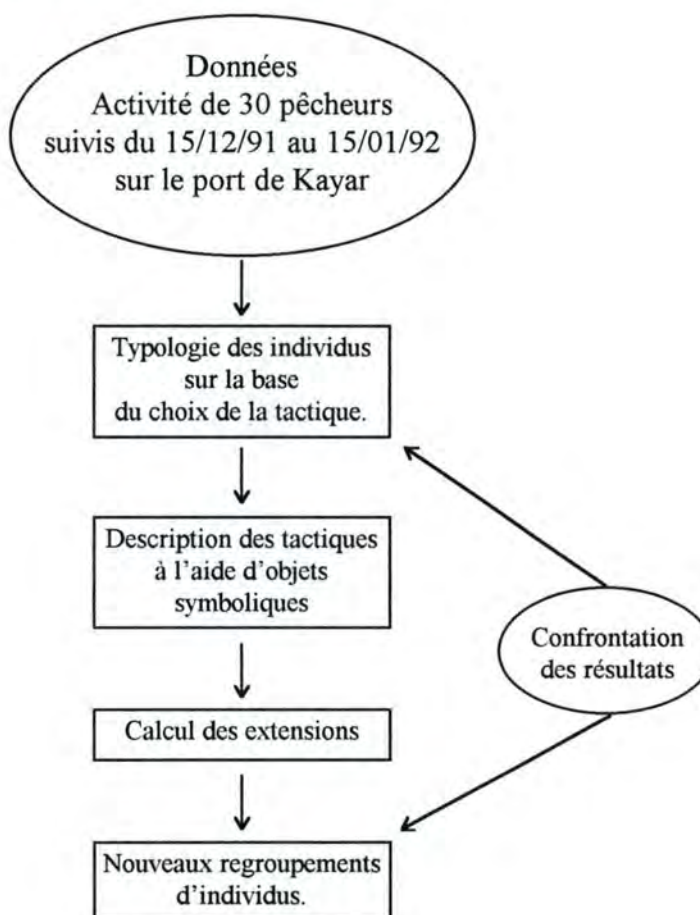 Données
Activité de 30 pêcheurs
suivis du 15/12/91 au 15/01/92
sur le port de Kayar
Typologie des individus
sur la base
du choix de la tactique.
Description des tactiques
à l'aide d'objets
symboliques
Confrontation
des résultats
Calcul des extensions
Nouveaux regroupements
d'individus.